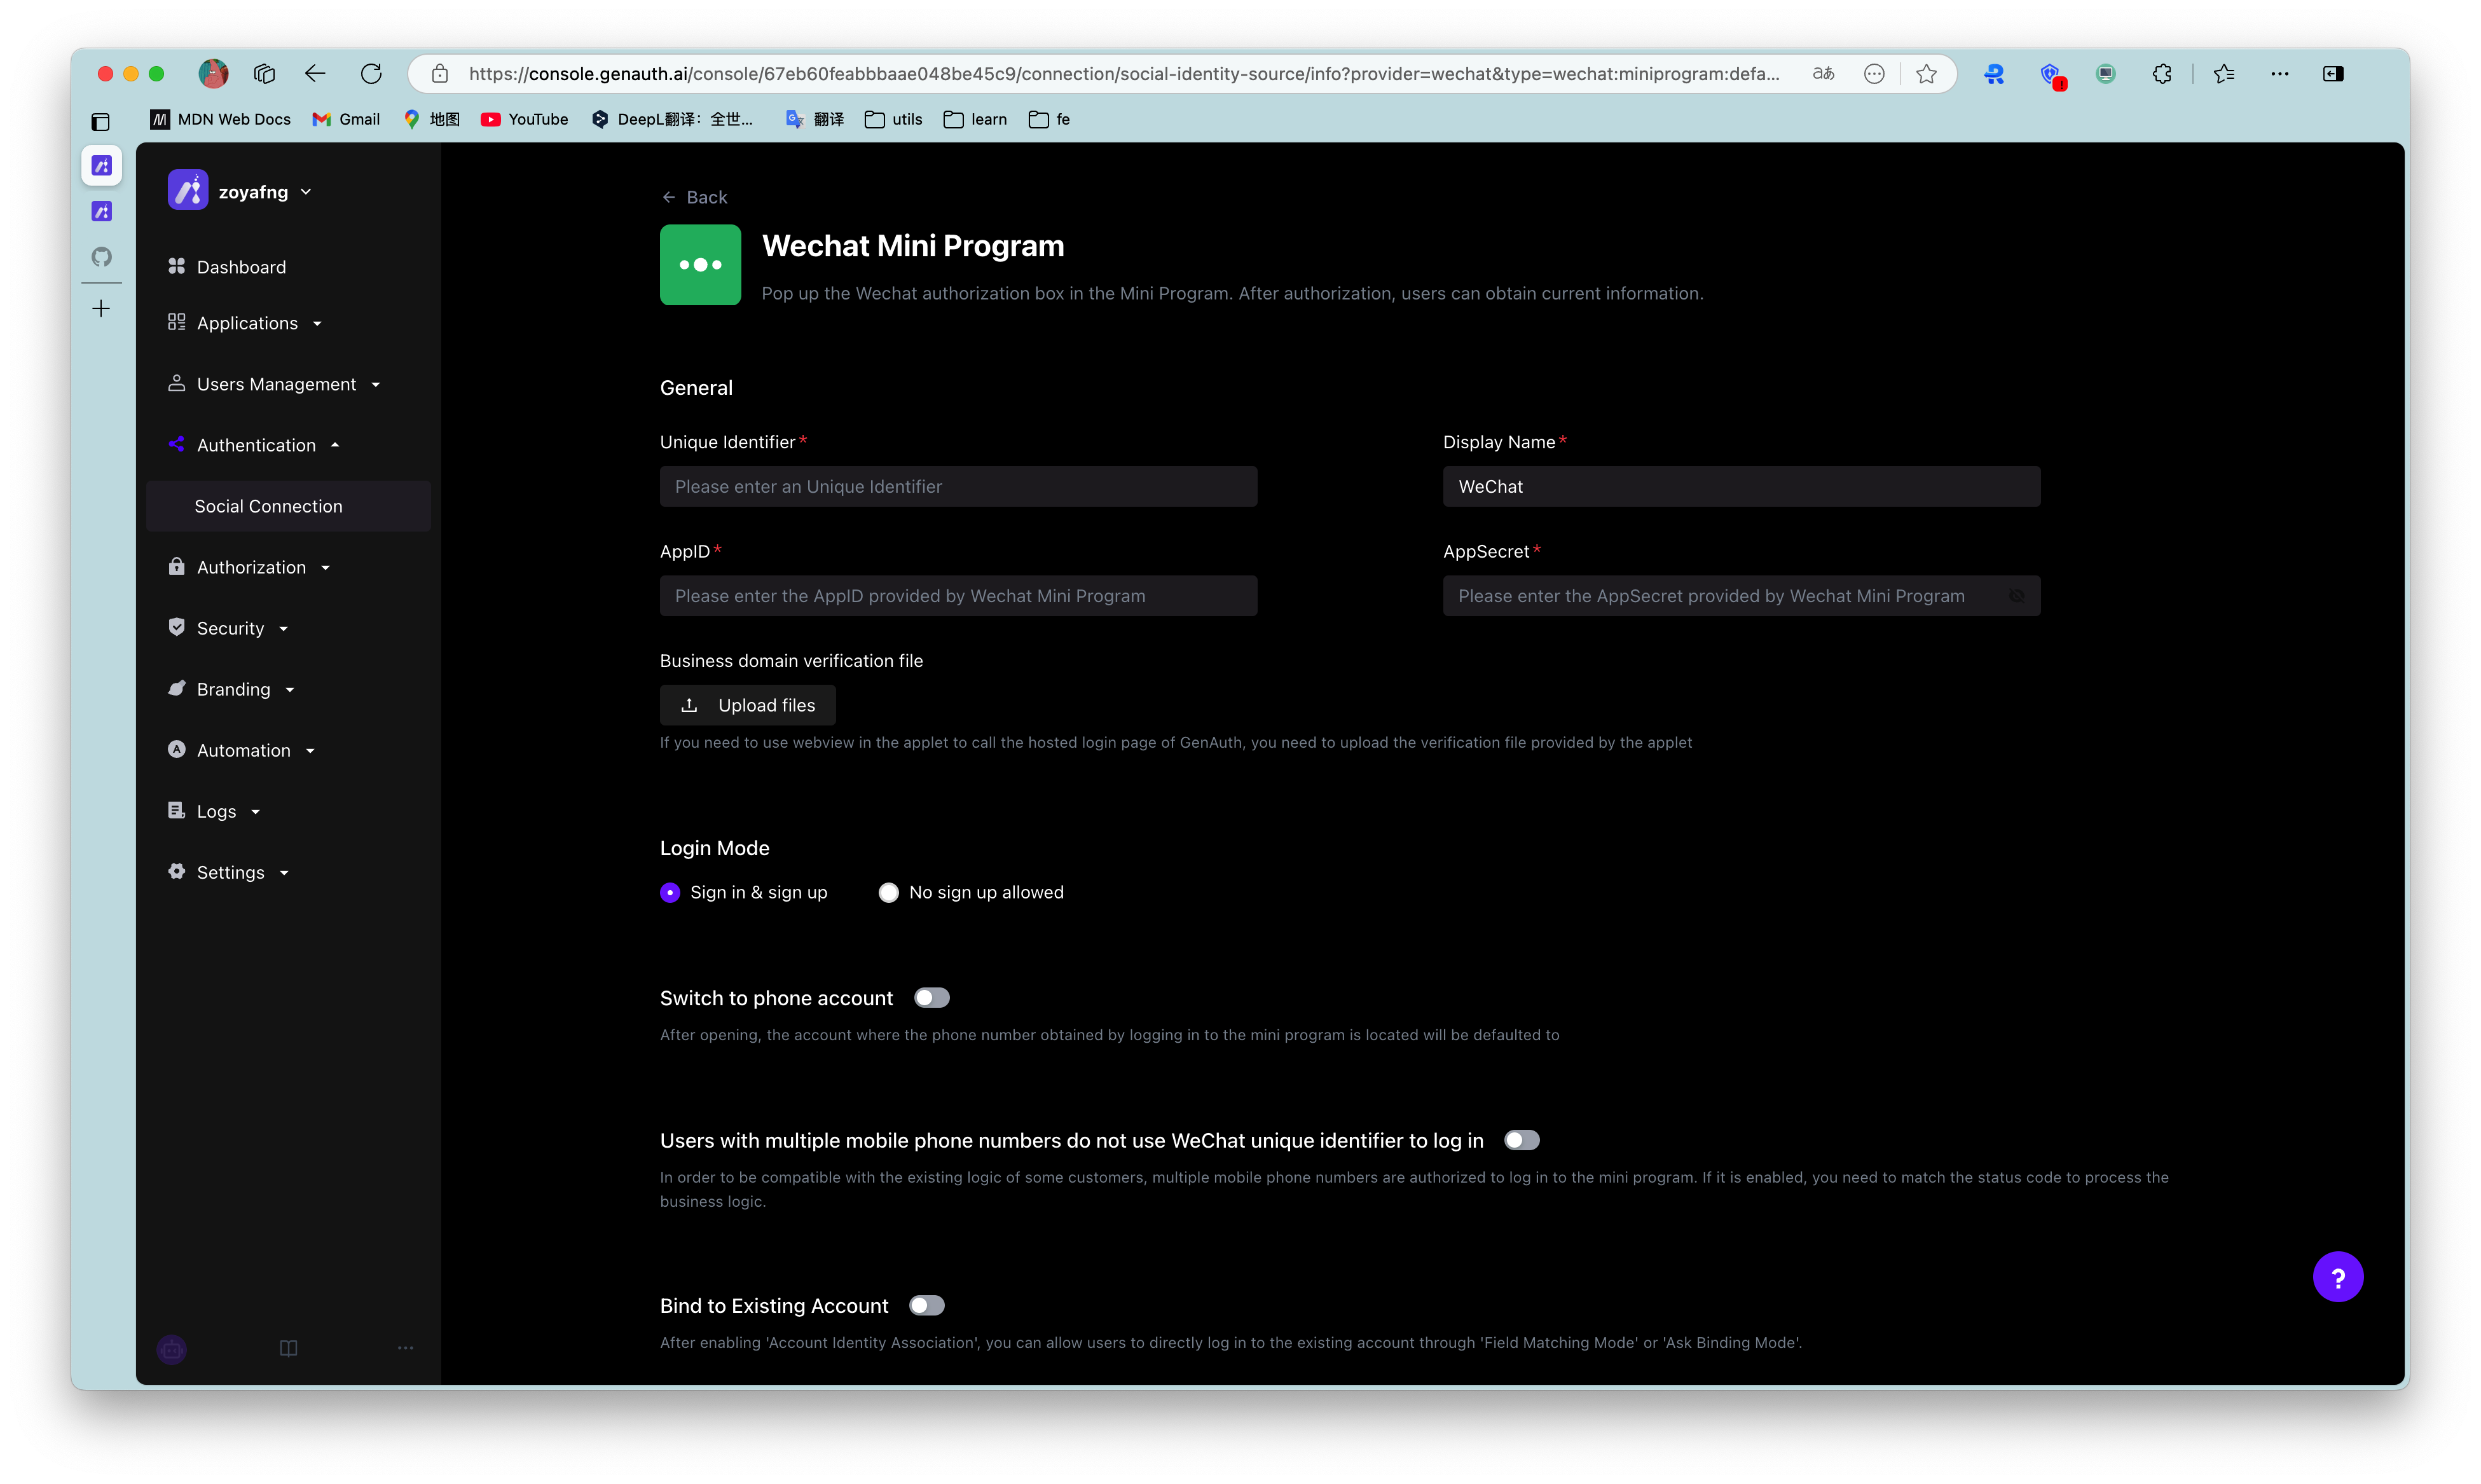 https://console.genauth.ai/console/67eb60feabbbaae048be45c9/connection/social-identity-source/info?provider=wechat&type=wechat:miniprogram:defa...
MDN Web Docs
Gmail
地图
YouTube
DeepL翻译：全世...
翻译
utils
learn
fe
zoyafng
Dashboard
Applications
Users Management
Authentication
Social Connection
Authorization
Security
Branding
Automation
Logs
Settings
Back
Wechat Mini Program
Pop up the Wechat authorization box in the Mini Program. After authorization, users can obtain current information.
General
Unique Identifier*
Please enter an Unique Identifier
Display Name*
WeChat
AppID*
Please enter the AppID provided by Wechat Mini Program
AppSecret*
Please enter the AppSecret provided by Wechat Mini Program
Business domain verification file
Upload files
If you need to use webview in the applet to call the hosted login page of GenAuth, you need to upload the verification file provided by the applet
Login Mode
Sign in & sign up
No sign up allowed
Switch to phone account
After opening, the account where the phone number obtained by logging in to the mini program is located will be defaulted to
Users with multiple mobile phone numbers do not use WeChat unique identifier to log in
In order to be compatible with the existing logic of some customers, multiple mobile phone numbers are authorized to log in to the mini program. If it is enabled, you need to match the status code to process the
business logic.
Bind to Existing Account
After enabling 'Account Identity Association', you can allow users to directly log in to the existing account through 'Field Matching Mode' or 'Ask Binding Mode'.
?